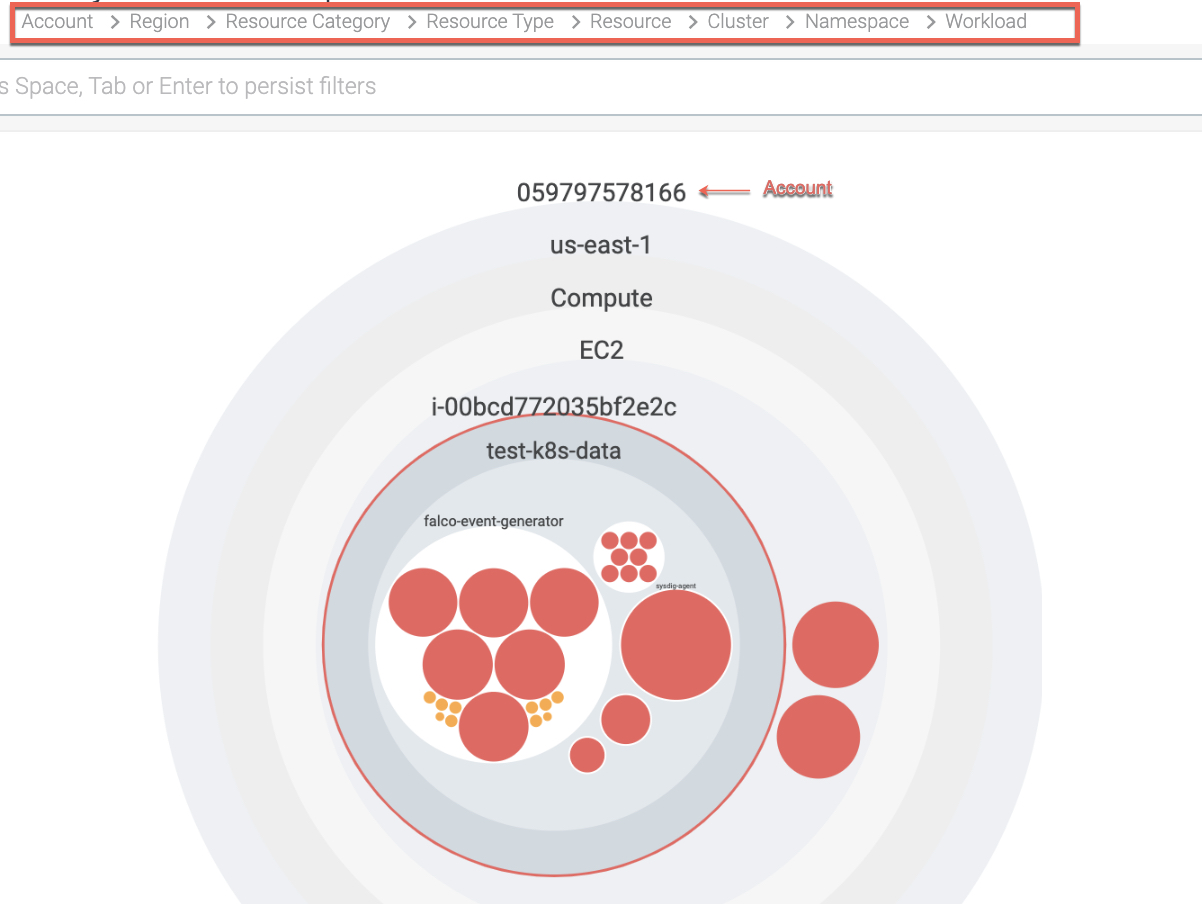 Account > Region > Resource Category > Resource Type > Resource > Cluster > Namespace > Workload
s Space, Tab or Enter to persist filters
059797578166 Account
us-east-1
Compute
EC2
i-00bcd772035bf2e2c
test-k8s-data
falco-event-generator
sysdig-agent